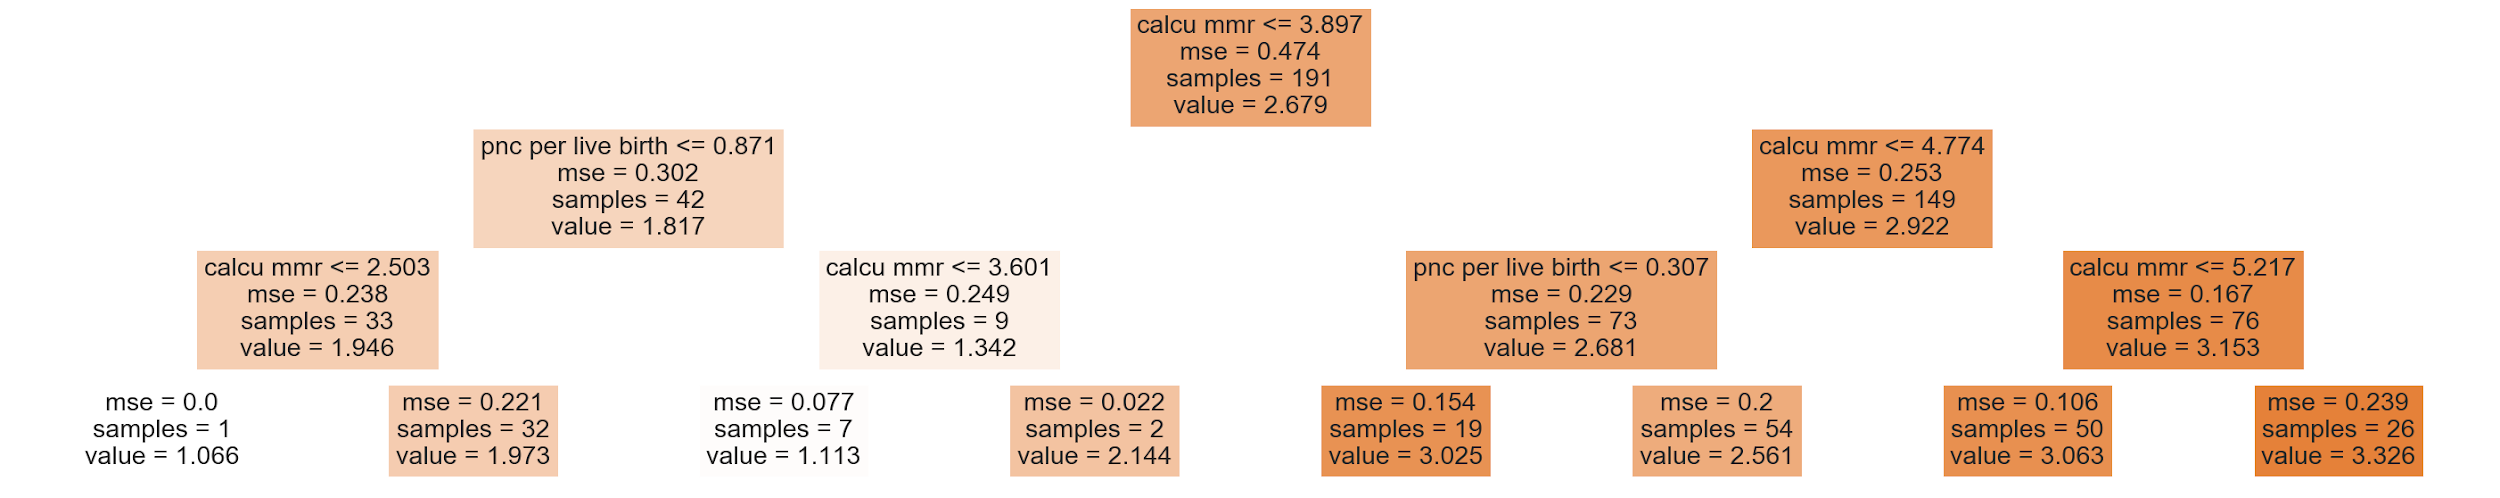 calcu mmr <= 3.897
mse = 0.474
samples = 191
value = 2.679
pnc per live birth <= 0.871
mse = 0.302
samples = 42
value = 1.817
calcu mmr <= 4.774
mse = 0.253
samples = 149
value = 2.922
calcu mmr <= 2.503
mse = 0.238
samples = 33
value = 1.946
calcu mmr <= 3.601
mse = 0.249
samples = 9
value = 1.342
pnc per live birth <= 0.307
mse = 0.229
samples = 73
value = 2.681
calcu mmr <= 5.217
mse = 0.167
samples = 76
value = 3.153
mse = 0.0
samples = 1
value = 1.066
mse = 0.221
samples = 32
value = 1.973
mse = 0.077
samples = 7
value = 1.113
mse = 0.022
samples = 2
value = 2.144
mse = 0.154
samples = 19
value = 3.025
mse = 0.2
samples = 54
value = 2.561
mse = 0.106
samples = 50
value = 3.063
mse = 0.239
samples = 26
value = 3.326